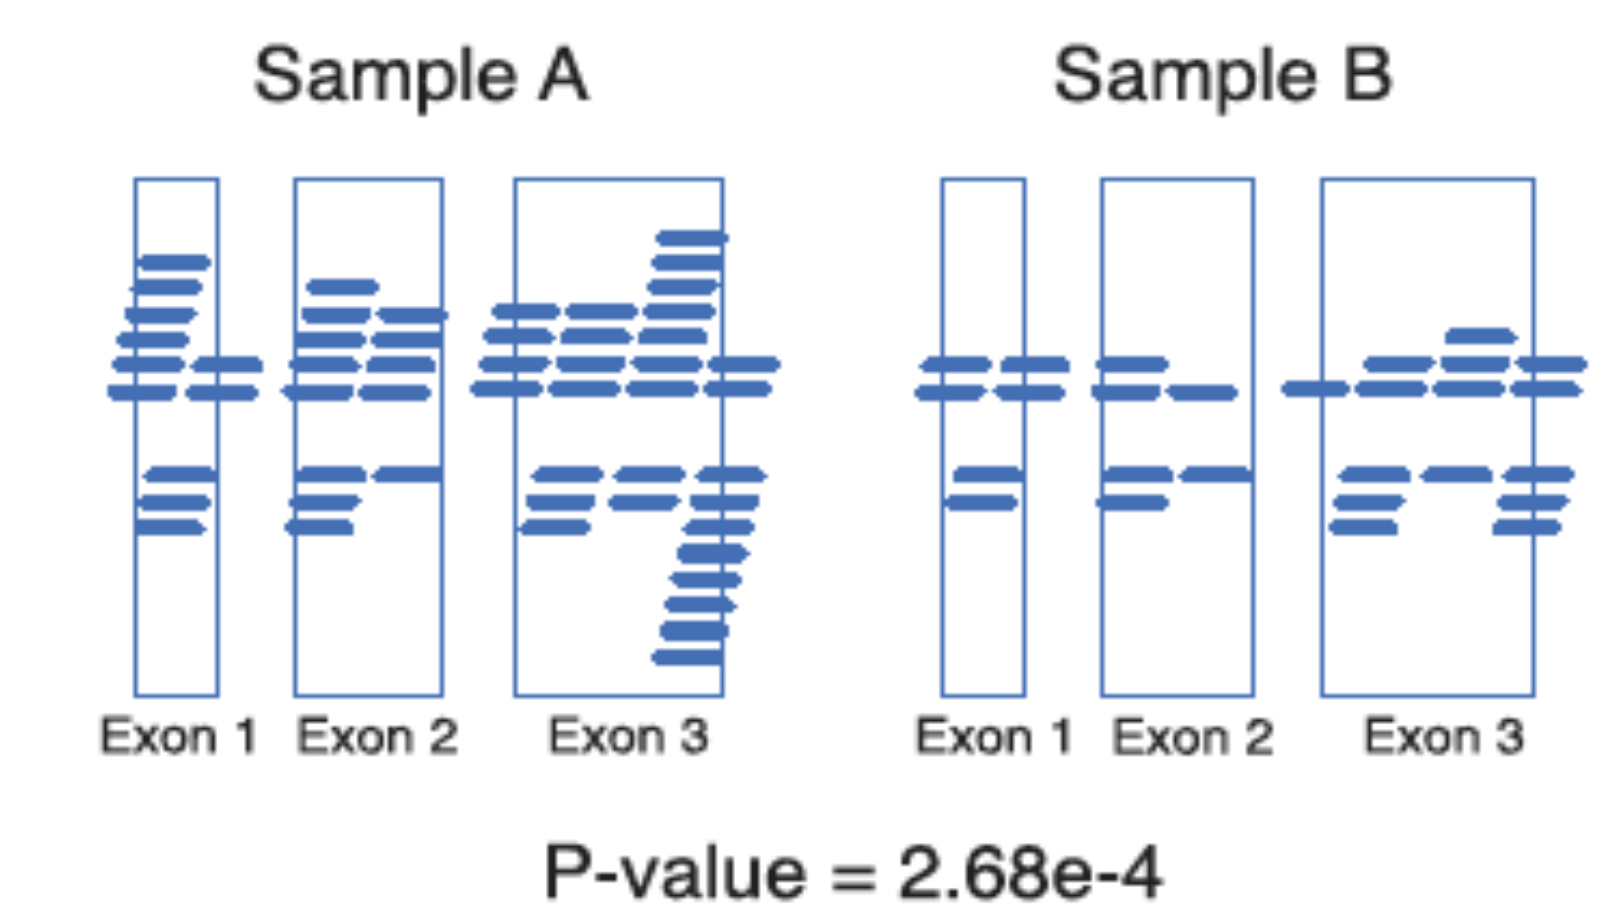 Sample A Sample B
Exon 1 Exon 2 Exon 3 Exon 1 Exon 2 Exon 3
P-value = 2.68e-4